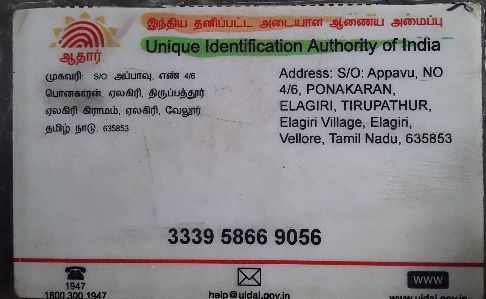 இந்திய தனிப்பட்ட அடையாள ஆணைய அமைப்பு
Unique Identification Authority of India
ஆதார்
முகவரி: S/O: அப்பாவு, எண் 4/6
பொனகாரன், ஏலகிரி, திருப்பத்தூர்
ஏலகிரி கிராமம், ஏலகிரி, வேலூர்
தமிழ் நாடு, 635853
Address: S/O: Appavu, NO
4/6, PONAKARAN,
ELAGIRI, TIRUPATHUR,
Elagiri Village, Elagiri,
Vellore, Tamil Nadu, 635853
3339 5866 9056
1947
1800 300 1947
help@uidai.gov.in
www
www.uidai.gov.in